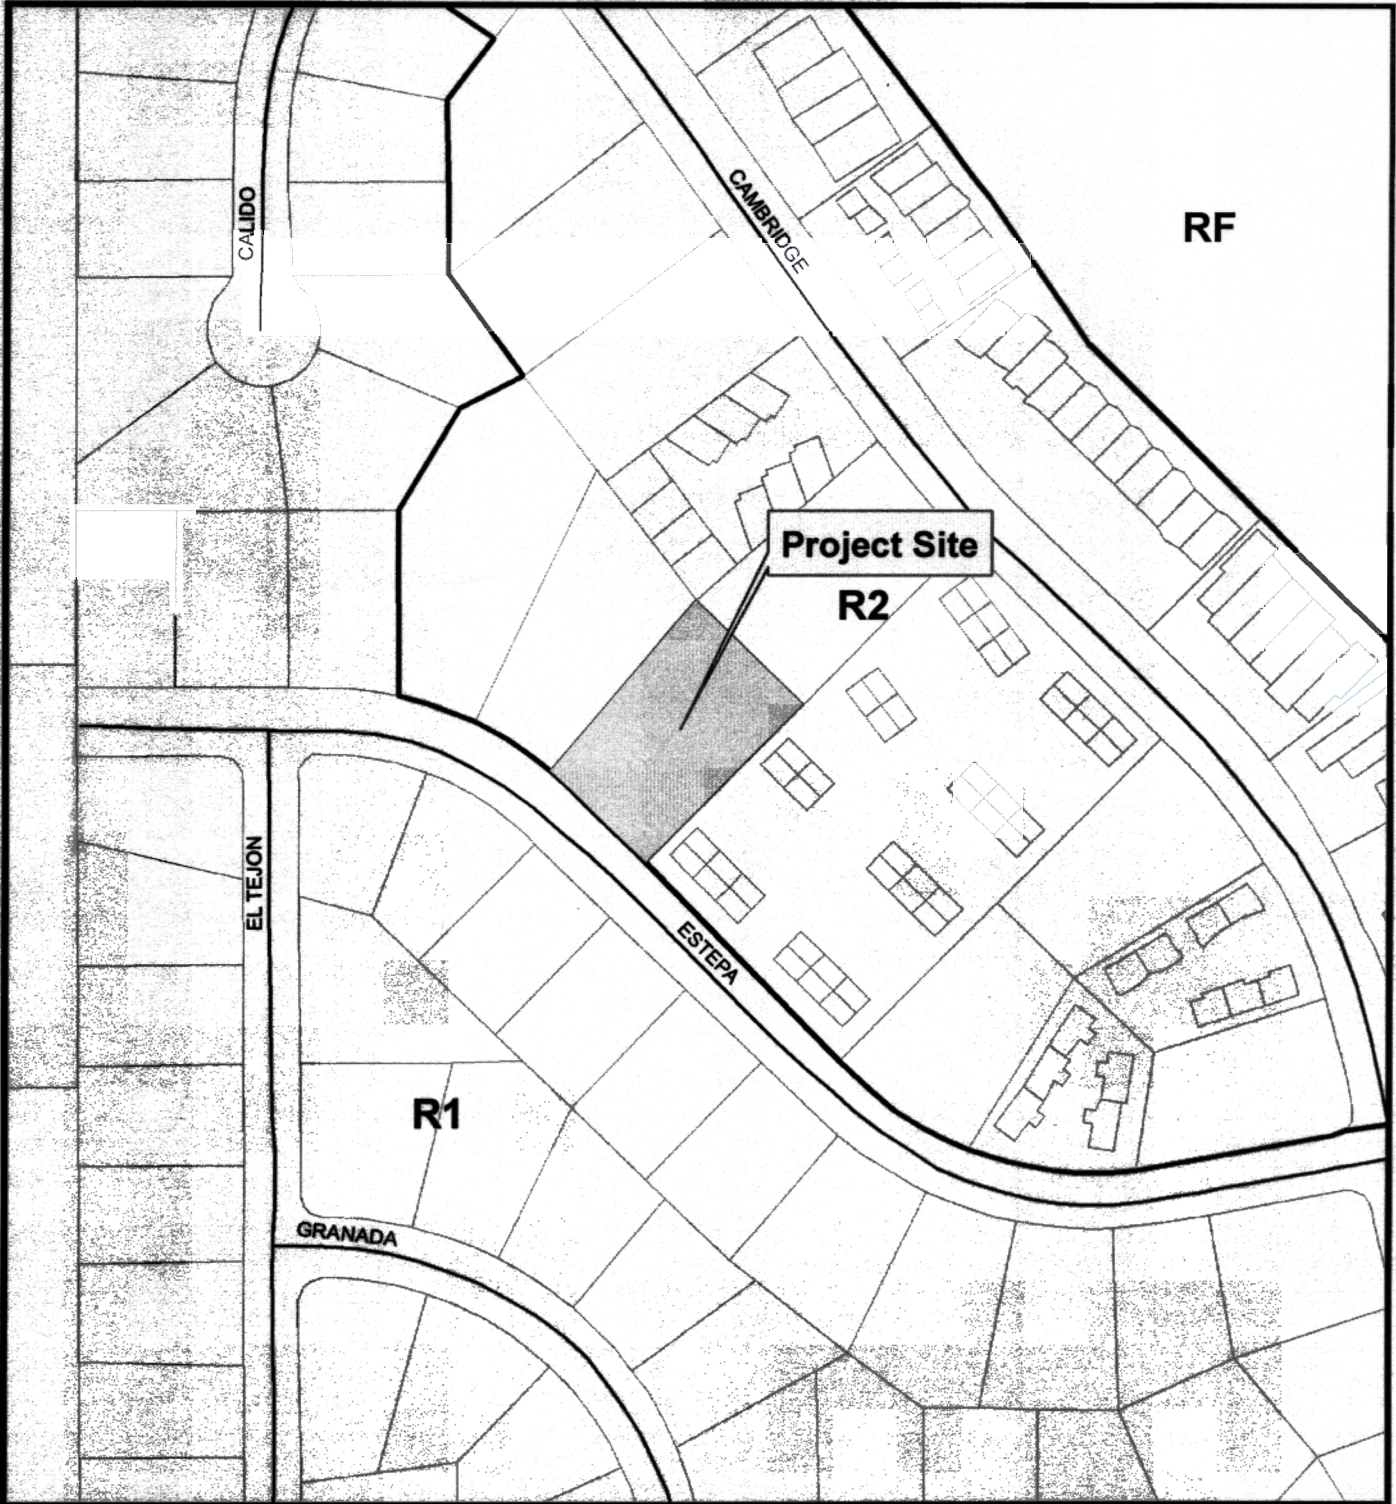 CALIDO
CAMBRIDGE
RF
Project Site
R2
EL TEJON
ESTEPA
R1
GRANADA